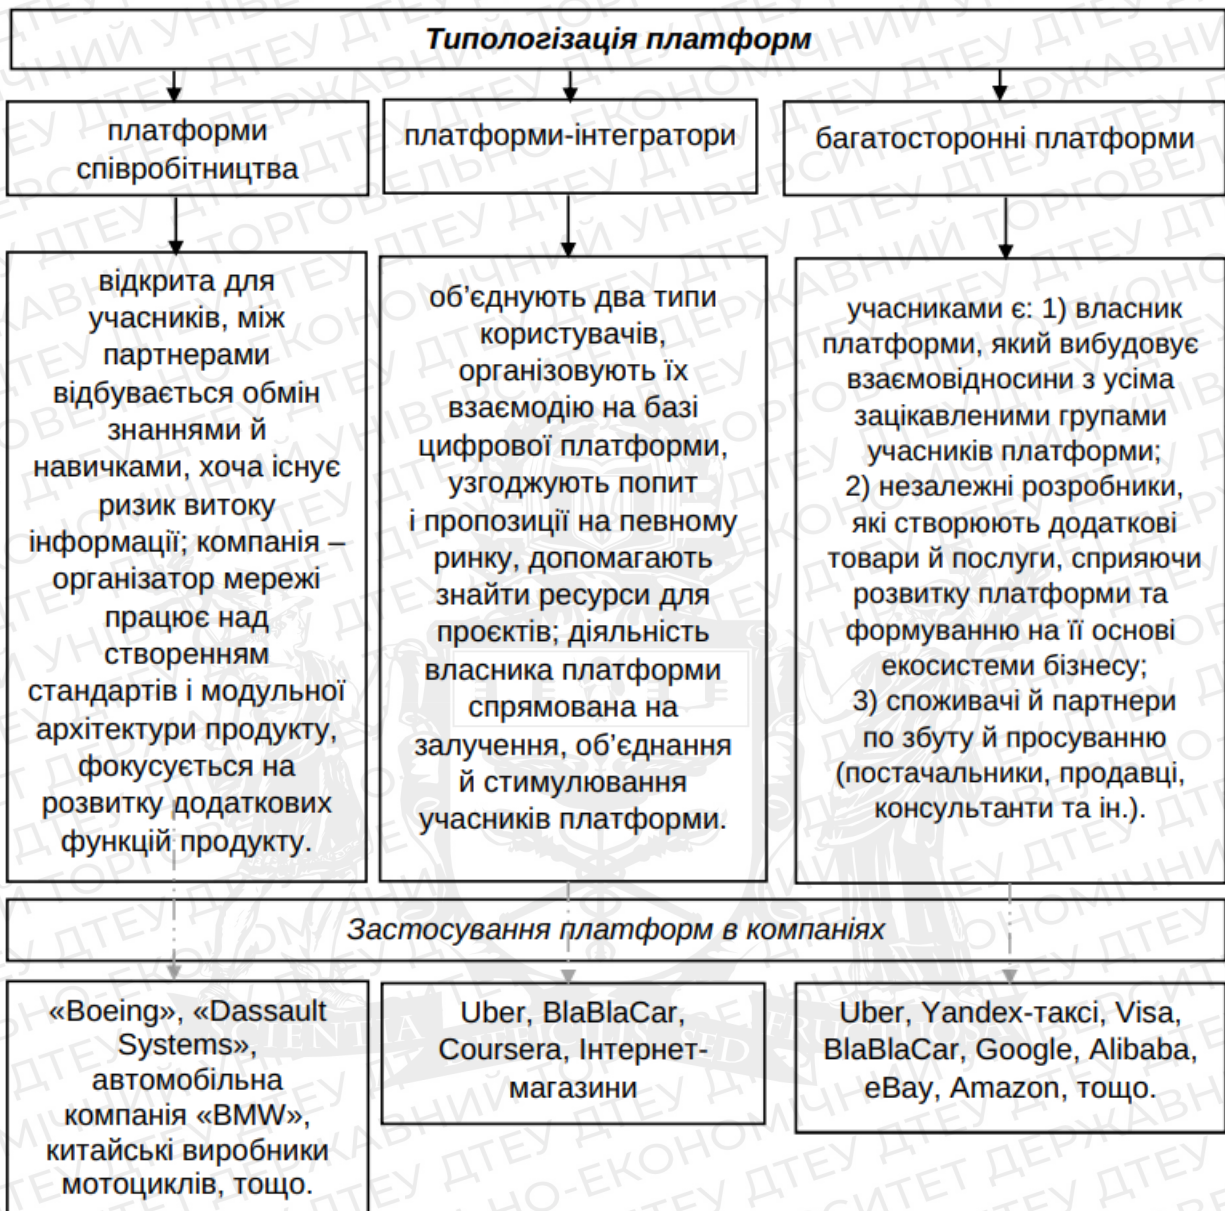 Типологізація платформ
платформи
співробітництва
платформи-інтегратори
багатосторонні платформи
відкрита для
учасників, між
партнерами
відбувається обмін
знаннями й
навичками, хоча існує
ризик витоку
інформації; компанія –
організатор мережі
працює над
створенням
стандартів і модульної
архітектури продукту,
фокусується на
розвитку додаткових
функцій продукту.
об’єднують два типи
користувачів,
організовують їх
взаємодію на базі
цифрової платформи,
узгоджують попит
і пропозиції на певному
ринку, допомагають
знайти ресурси для
проєктів; діяльність
власника платформи
спрямована на
залучення, об’єднання
й стимулювання
учасників платформи.
учасниками є: 1) власник
платформи, який вибудовує
взаємовідносини з усіма
зацікавленими групами
учасників платформи;
2) незалежні розробники,
які створюють додаткові
товари й послуги, сприяючи
розвитку платформи та
формуванню на її основі
екосистеми бізнесу;
3) споживачі й партнери
по збуту й просуванню
(постачальники, продавці,
консультанти та ін.).
Застосування платформ в компаніях
«Boeing», «Dassault
Systems»,
автомобільна
компанія «BMW»,
китайські виробники
мотоциклів, тощо.
Uber, BlaBlaCar,
Coursera, Інтернет-
магазини
Uber, Yandex-таксі, Visa,
BlaBlaCar, Google, Alibaba,
eBay, Amazon, тощо.